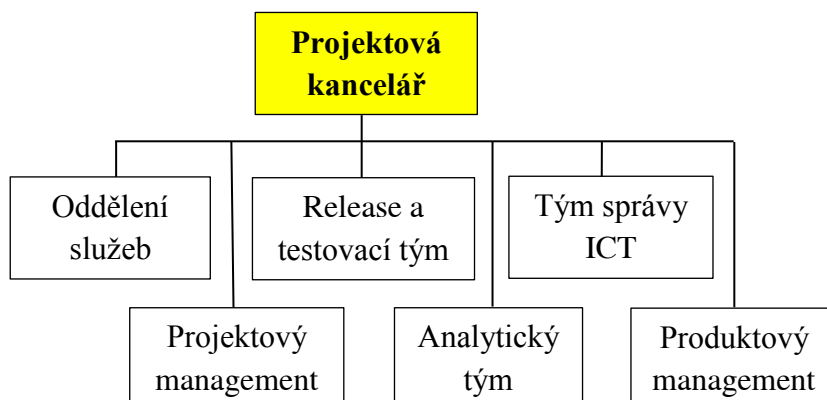 Projektová
kancelář
Oddělení
služeb
Release a
testovací tým
Tým správy
ICT
Projektový
management
Analytický
tým
Produktový
management